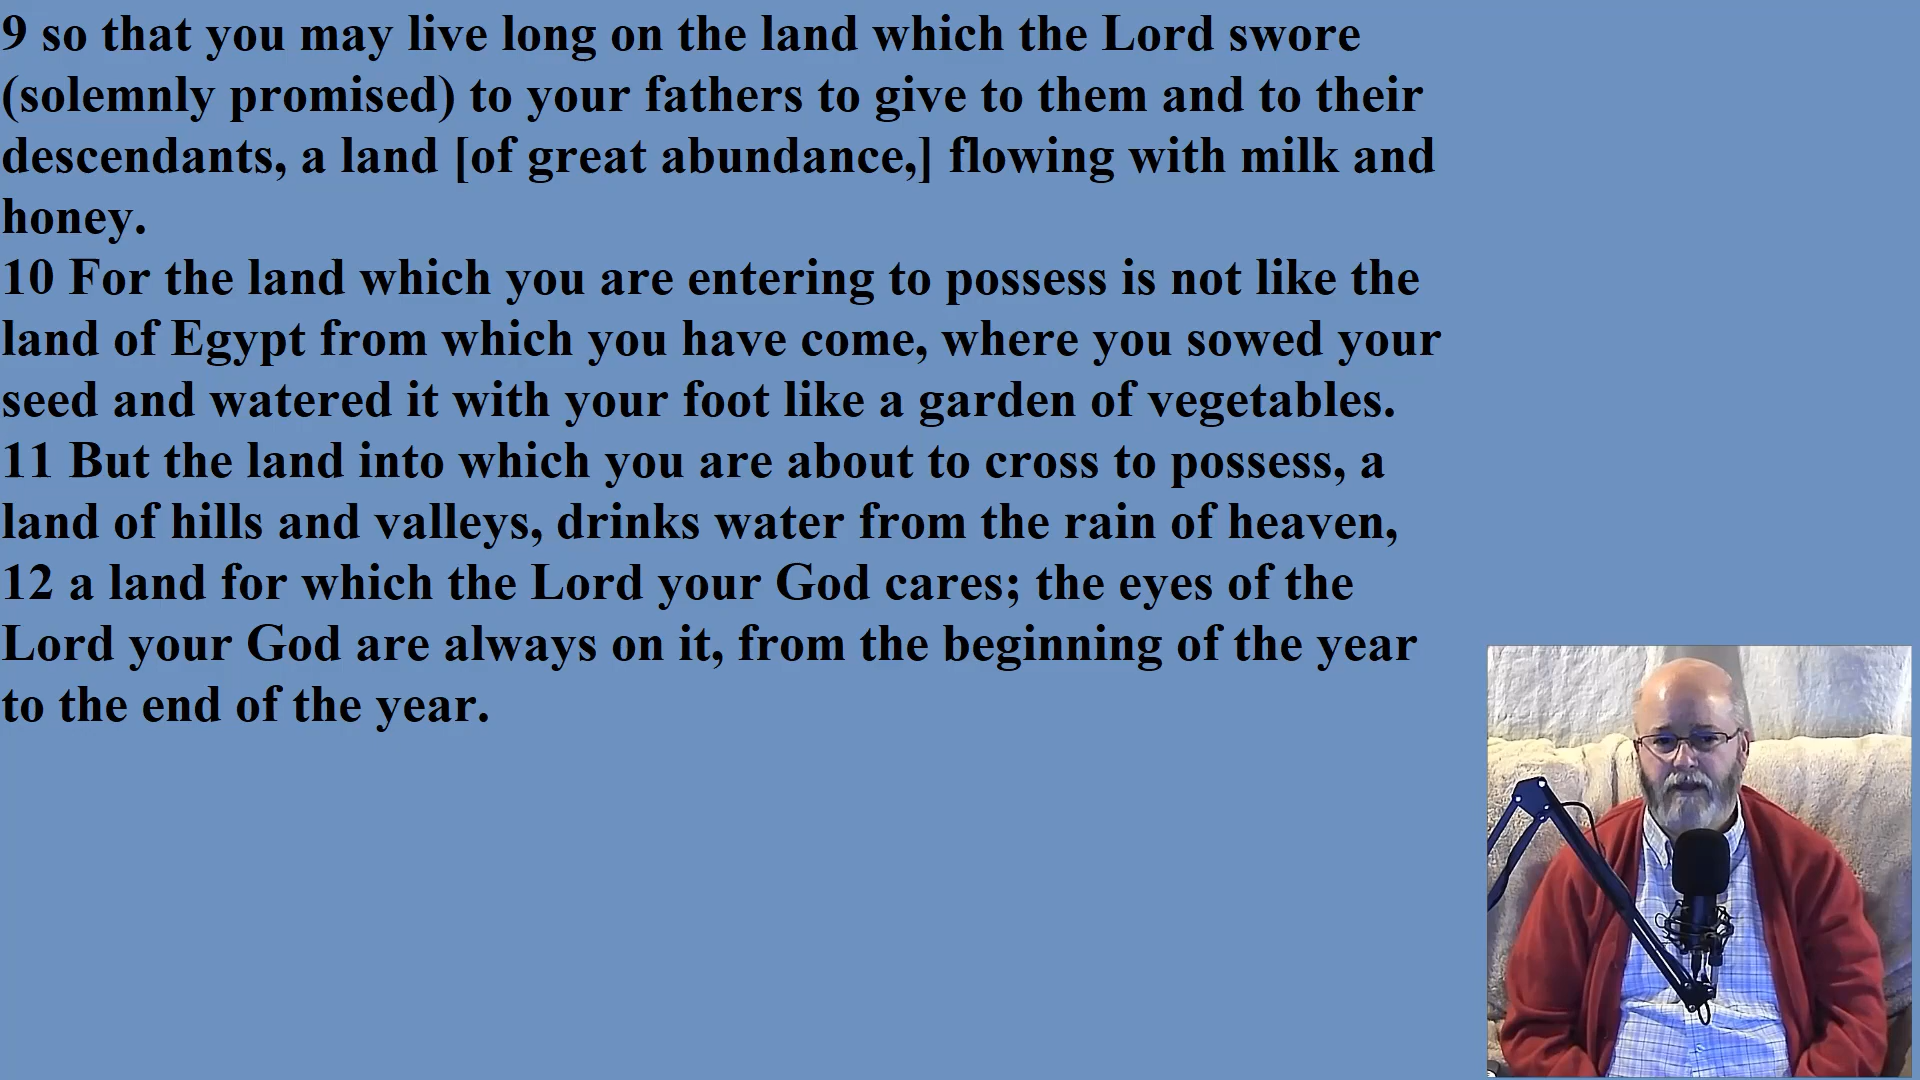 9 so that you may live long on the land which the Lord swore
(solemnly promised) to your fathers to give to them and to their
descendants, a land [of great abundance,] flowing with milk and
honey.
10 For the land which you are entering to possess is not like the
land of Egypt from which you have come, where you sowed your
seed and watered it with your foot like a garden of vegetables.
11 But the land into which you are about to cross to possess, a
land of hills and valleys, drinks water from the rain of heaven,
12 a land for which the Lord your God cares; the eyes of the
Lord your God are always on it, from the beginning of the year
to the end of the year.